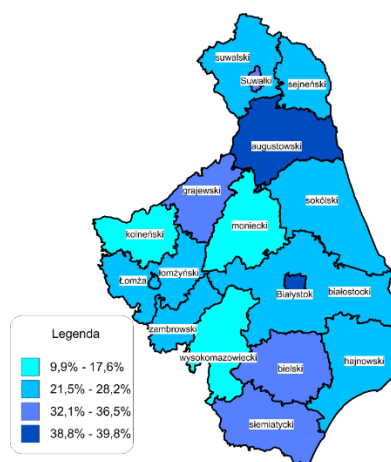 suwalski
Suwałki
sejneński
augustowski
grajewski
sokólski
kolneński
moniecki
Łomża
łomżyński
Białystok
białostocki
zambrowski
wysokomazowiecki
bielski
hajnowski
siemiatycki
Legenda
9,9% - 17,6%
21,5% - 28,2%
32,1% - 36,5%
38,8% - 39,8%